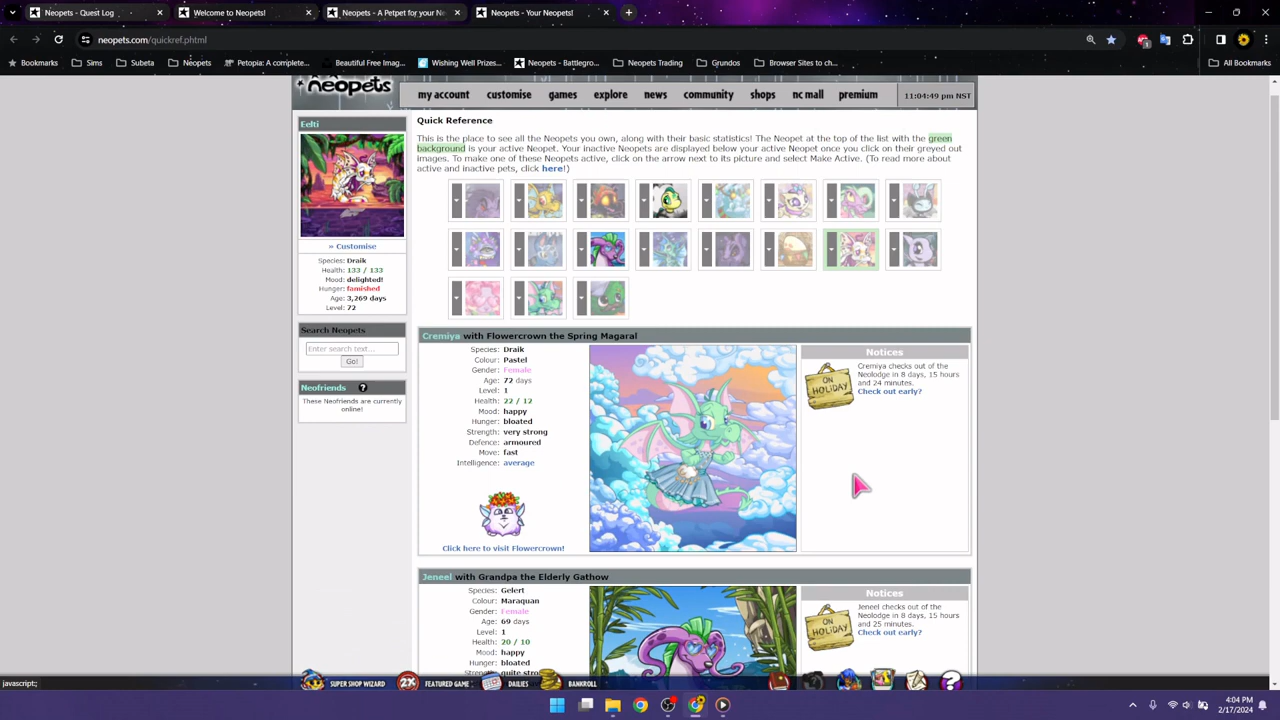 Neopets - Quest Log
Welcome to Neopets!
Neopets - A Petpet for your Ne
Neopets - Your Neopets!
neopets.com/quickref.phtml
Bookmarks Sims Subeta Neopets Petopia: A complete... Beautiful Free Imag... Wishing Well Prizes... Neopets - Battlegro... Neopets Trading Grundos Browser Sites to ch... All Bookmarks
neopets
my account customise games explore news community shops nc mall premium 11:04:49 pm NST
Eelti
» Customise
Species: Draik
Health: 133 / 133
Mood: delighted!
Hunger: famished
Age: 3,269 days
Level: 72
Search Neopets
Enter search text...
Go!
Neofriends ?
These Neofriends are currently
online!
Quick Reference
This is the place to see all the Neopets you own, along with their basic statistics! The Neopet at the top of the list with the green
background is your active Neopet. Your inactive Neopets are displayed below your active Neopet once you click on their greyed out
images. To make one of these Neopets active, click on the arrow next to its picture and select Make Active. (To read more about
active and inactive pets, click here!)
Cremiya with Flowercrown the Spring Magaral
Species: Draik
Colour: Pastel
Gender: Female
Age: 72 days
Level: 1
Health: 22 / 12
Mood: happy
Hunger: bloated
Strength: very strong
Defence: armoured
Move: fast
Intelligence: average
Click here to visit Flowercrown!
Notices
ON
HOLIDAY
Cremiya checks out of the
Neolodge in 8 days, 15 hours
and 24 minutes.
Check out early?
Jeneel with Grandpa the Elderly Gathow
Species: Gelert
Colour: Maraquan
Gender: Female
Age: 69 days
Level: 1
Health: 20 / 10
Mood: happy
Hunger: bloated
Strength: quite strong
Notices
ON
HOLIDAY
Jeneel checks out of the
Neolodge in 8 days, 15 hours
and 25 minutes.
Check out early?
javascript:;
SUPER SHOP WIZARD 2X FEATURED GAME DAILIES BANKROLL
4:04 PM
2/17/2024